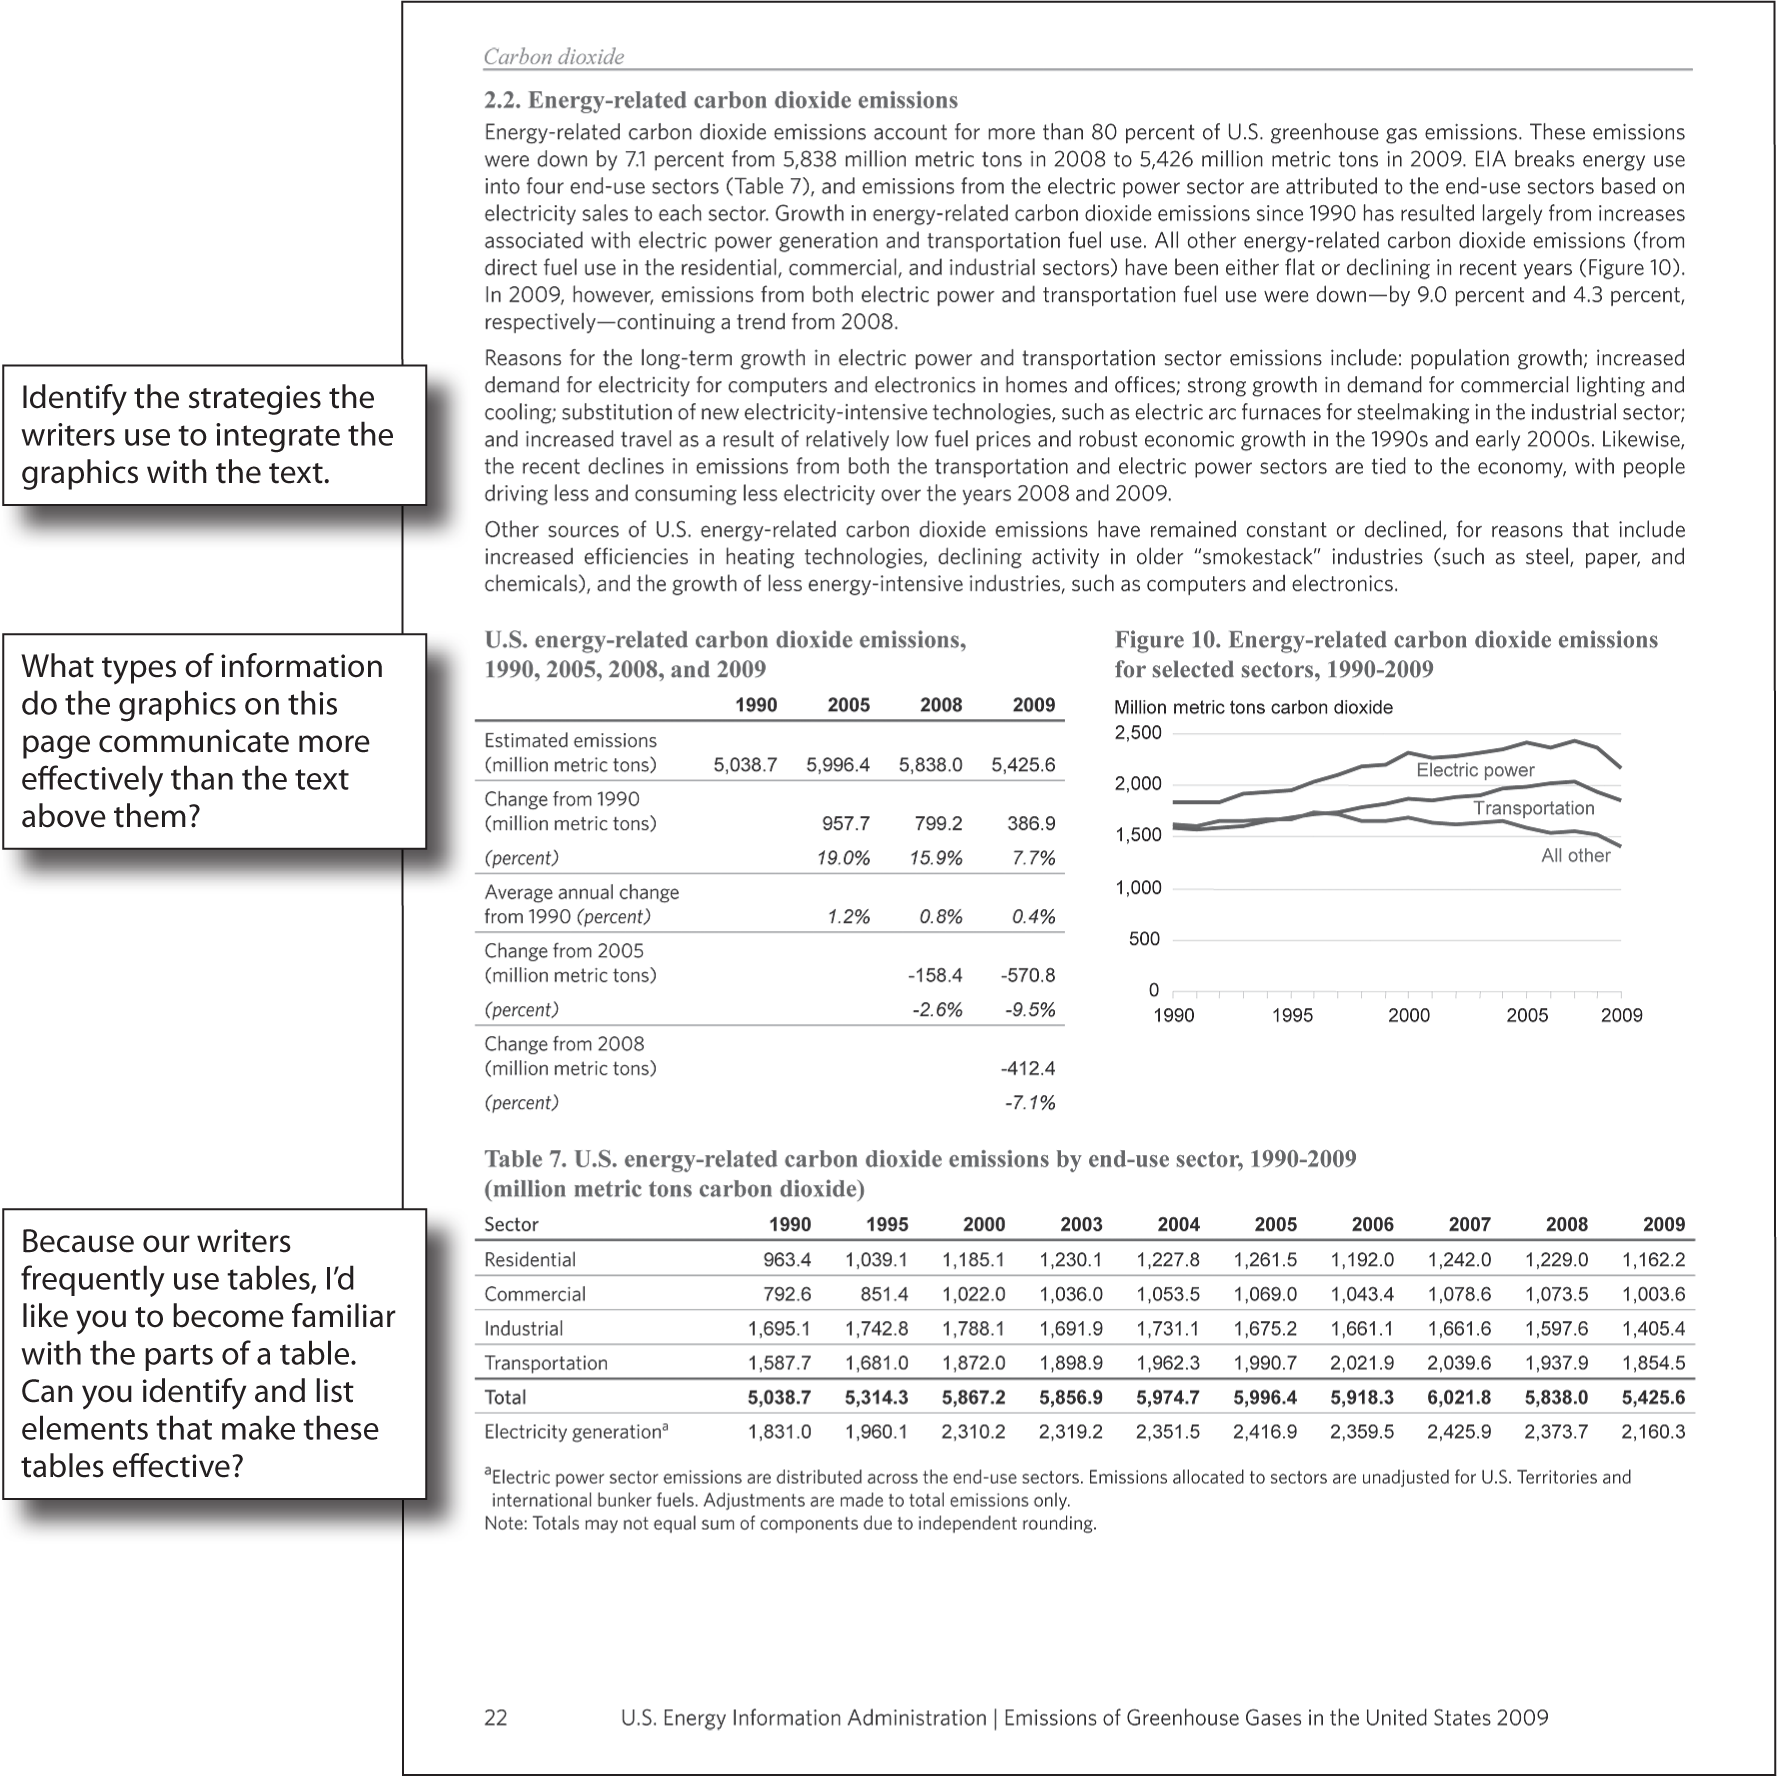 Carbon dioxide
2.2. Energy-related carbon dioxide emissions
Energy-related carbon dioxide emissions account for more than 80 percent of U.S. greenhouse gas emissions. These emissions
were down by 7.1 percent from 5,838 million metric tons in 2008 to 5,426 million metric tons in 2009. EIA breaks energy use
into four end-use sectors (Table 7), and emissions from the electric power sector are attributed to the end-use sectors based on
electricity sales to each sector. Growth in energy-related carbon dioxide emissions since 1990 has resulted largely from increases
associated with electric power generation and transportation fuel use. All other energy-related carbon dioxide emissions (from
direct fuel use in the residential, commercial, and industrial sectors) have been either flat or declining in recent years (Figure 10).
In 2009, however, emissions from both electric power and transportation fuel use were down—by 9.0 percent and 4.3 percent,
respectively—continuing a trend from 2008.
Reasons for the long-term growth in electric power and transportation sector emissions include: population growth; increased
demand for electricity for computers and electronics in homes and offices; strong growth in demand for commercial lighting and
cooling; substitution of new electricity-intensive technologies, such as electric arc furnaces for steelmaking in the industrial sector;
and increased travel as a result of relatively low fuel prices and robust economic growth in the 1990s and early 2000s. Likewise,
the recent declines in emissions from both the transportation and electric power sectors are tied to the economy, with people
driving less and consuming less electricity over the years 2008 and 2009.
Other sources of U.S. energy-related carbon dioxide emissions have remained constant or declined, for reasons that include
increased efficiencies in heating technologies, declining activity in older “smokestack” industries (such as steel, paper, and
chemicals), and the growth of less energy-intensive industries, such as computers and electronics.
Identify the strategies the
writers use to integrate the
graphics with the text.
What types of information
do the graphics on this
page communicate more
effectively than the text
above them?
Because our writers
frequently use tables, I’d
like you to become familiar
with the parts of a table.
Can you identify and list
elements that make these
tables effective?
U.S. energy-related carbon dioxide emissions,
1990, 2005, 2008, and 2009
1990 2005 2008 2009
Estimated emissions
(million metric tons) 5,038.7 5,996.4 5,838.0 5,425.6
Change from 1990
(million metric tons) 957.7 799.2 386.9
(percent) 19.0% 15.9% 7.7%
Average annual change
from 1990 (percent) 1.2% 0.8% 0.4%
Change from 2005
(million metric tons) -158.4 -570.8
(percent) -2.6% -9.5%
Change from 2008
(million metric tons) -412.4
(percent) -7.1%
Figure 10. Energy-related carbon dioxide emissions
for selected sectors, 1990-2009
Million metric tons carbon dioxide
2,500
Electric power
2,000
Transportation
1,500
All other
1,000
500
0
1990 1995 2000 2005 2009
Table 7. U.S. energy-related carbon dioxide emissions by end-use sector, 1990-2009
(million metric tons carbon dioxide)
Sector 1990 1995 2000 2003 2004 2005 2006 2007 2008 2009
Residential 963.4 1,039.1 1,185.1 1,230.1 1,227.8 1,261.5 1,192.0 1,242.0 1,229.0 1,162.2
Commercial 792.6 851.4 1,022.0 1,036.0 1,053.5 1,069.0 1,043.4 1,078.6 1,073.5 1,003.6
Industrial 1,695.1 1,742.8 1,788.1 1,691.9 1,731.1 1,675.2 1,661.1 1,661.6 1,597.6 1,405.4
Transportation 1,587.7 1,681.0 1,872.0 1,898.9 1,962.3 1,990.7 2,021.9 2,039.6 1,937.9 1,854.5
Total 5,038.7 5,314.3 5,867.2 5,856.9 5,974.7 5,996.4 5,918.3 6,021.8 5,838.0 5,425.6
Electricity generationᵃ 1,831.0 1,960.1 2,310.2 2,319.2 2,351.5 2,416.9 2,359.5 2,425.9 2,373.7 2,160.3
ᵃElectric power sector emissions are distributed across the end-use sectors. Emissions allocated to sectors are unadjusted for U.S. Territories and
international bunker fuels. Adjustments are made to total emissions only.
Note: Totals may not equal sum of components due to independent rounding.
22 U.S. Energy Information Administration | Emissions of Greenhouse Gases in the United States 2009